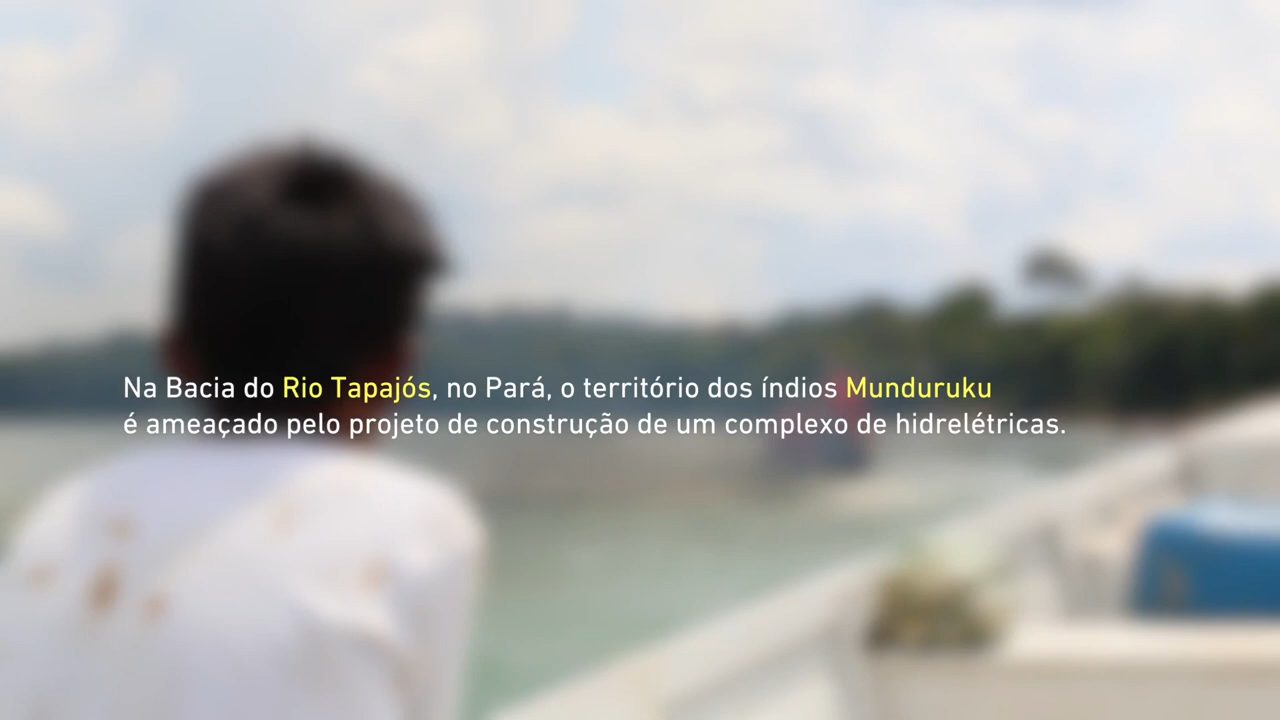 Na Bacia do Rio Tapajós, no Pará, o território dos índios Munduruku
é ameaçado pelo projeto de construção de um complexo de hidrelétricas.